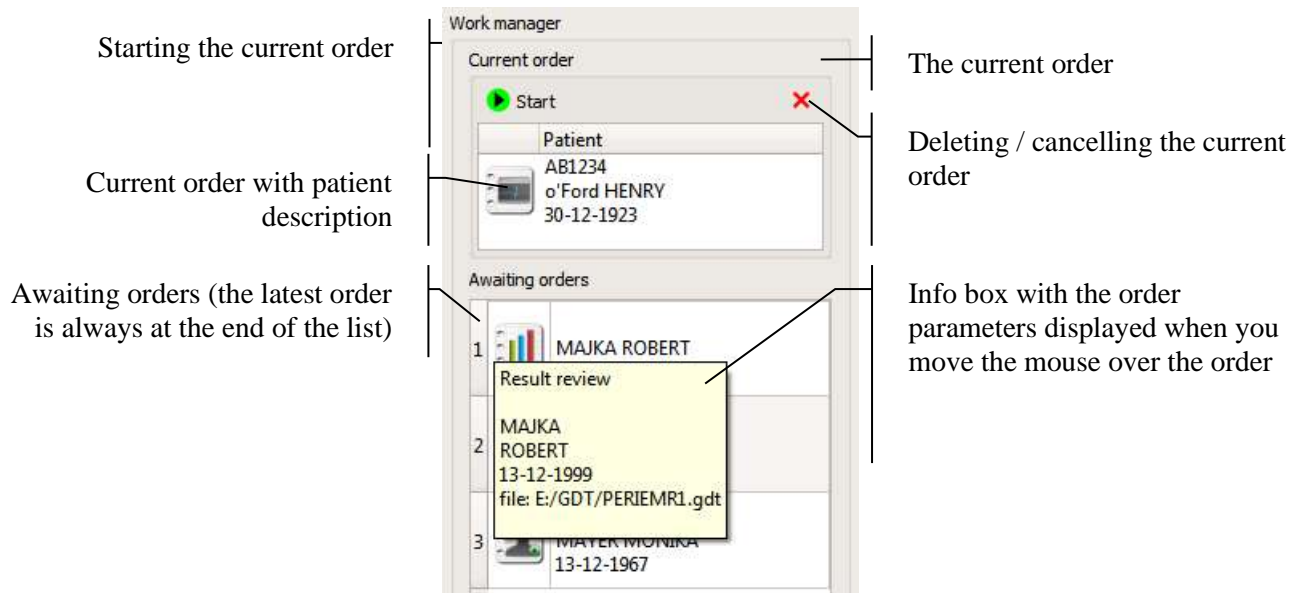 Starting the current order
Current order with patient
description
Awaiting orders (the latest order
is always at the end of the list)
Work manager
Current order
Start
Patient
AB1234
o'Ford HENRY
30-12-1923
Awaiting orders
1
MAJKA ROBERT
Result review
MAJKA
ROBERT
13-12-1999
file: E:/GDT/PERIEMR1.gdt
2
3
MAYER MONIKA
13-12-1967
The current order
Deleting / cancelling the current
order
Info box with the order
parameters displayed when you
move the mouse over the order